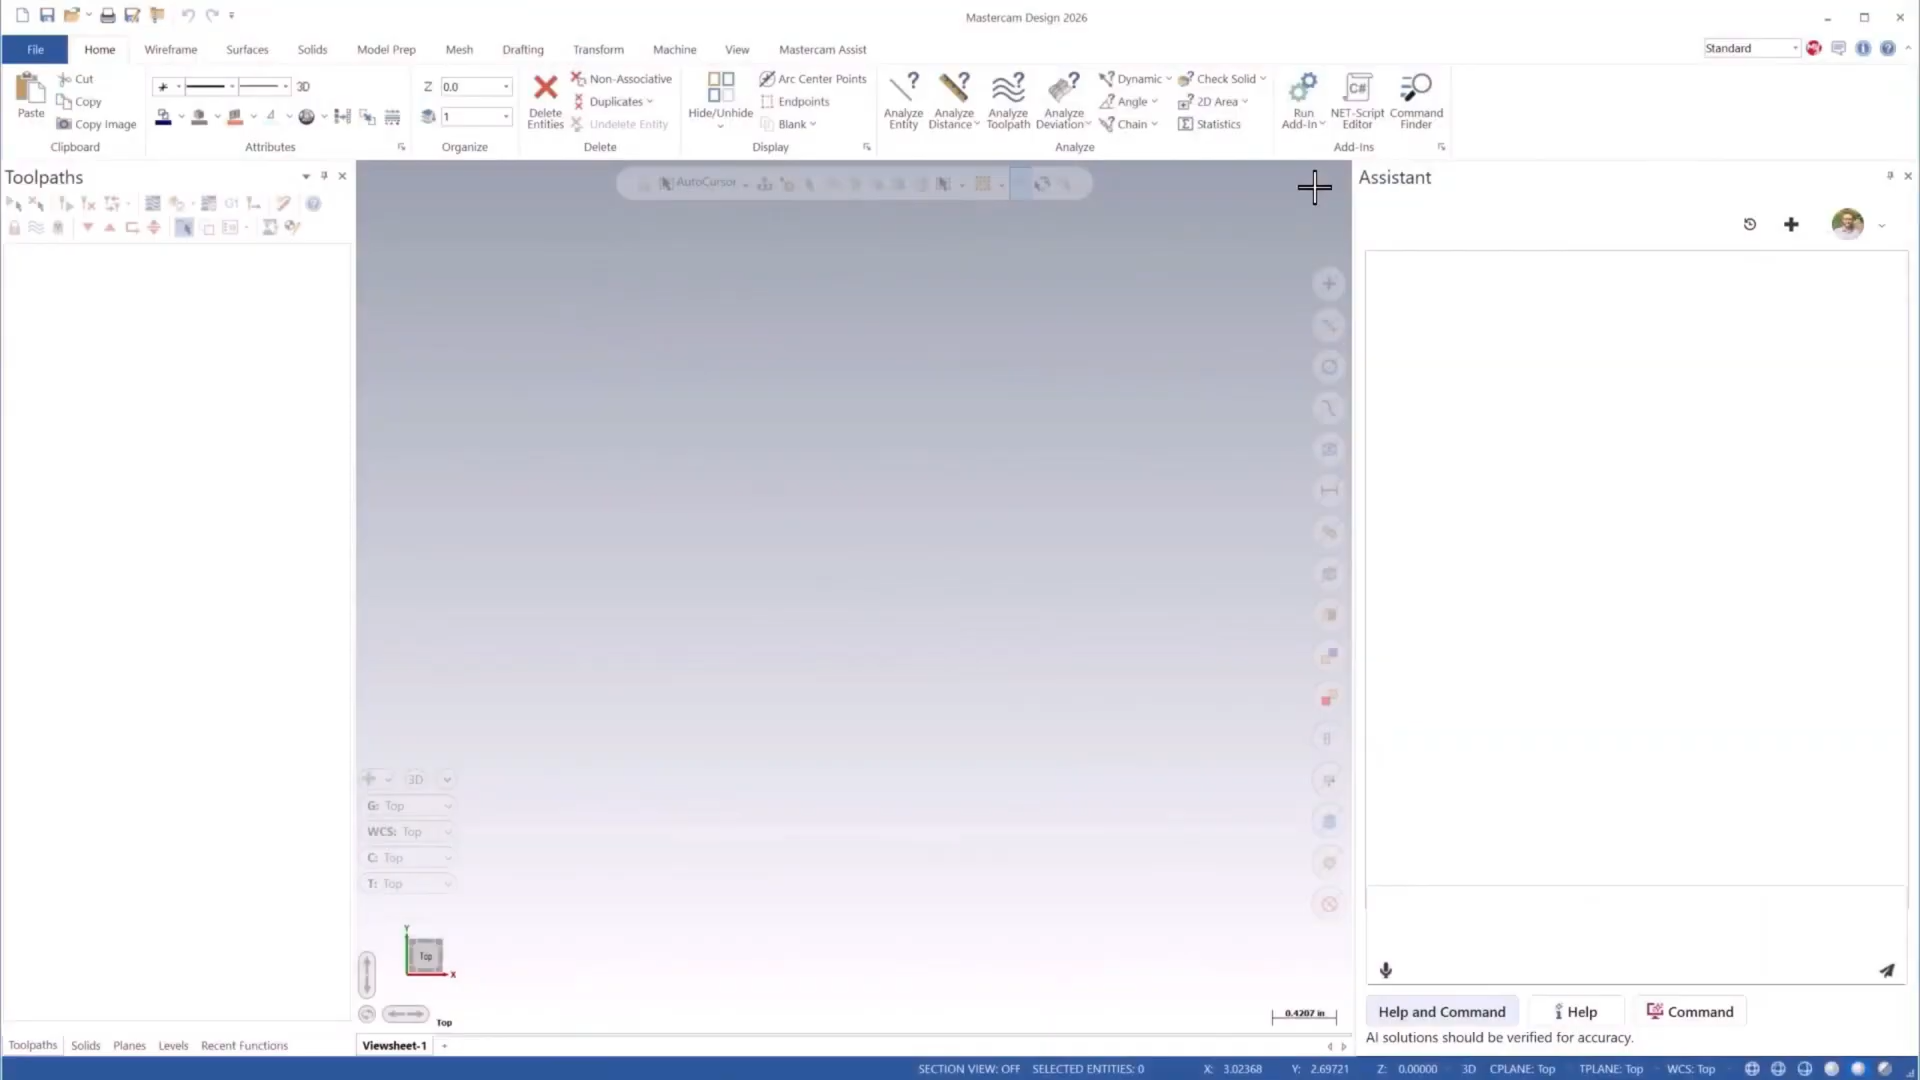 Mastercam Design 2026
File Home Wireframe Surfaces Solids Model Prep Mesh Drafting Transform Machine View Mastercam Assist Standard
Paste
Cut
Copy
Copy Image
Clipboard
3D
Attributes
Z 0.0
1
Organize
Delete Entities
Non-Associative
Duplicates
Undelete Entity
Delete
Hide/Unhide
Arc Center Points
Endpoints
Blank
Display
Analyze Entity
Analyze Distance
Analyze Toolpath
Analyze Deviation
Dynamic
Angle
Chain
Check Solid
2D Area
Statistics
Analyze
Run Add-In
C#
NET-Script Editor
Command Finder
Add-Ins
Toolpaths
G1
AutoCursor
Assistant
3D
G: Top
WCS: Top
C: Top
T: Top
Y
Top
X
Top
0.4207 in
Help and Command Help Command
AI solutions should be verified for accuracy.
Toolpaths Solids Planes Levels Recent Functions
Viewsheet-1 +
SECTION VIEW: OFF SELECTED ENTITIES: 0 X: 3.02368 Y: 2.69721 Z: 0.00000 3D CPLANE: Top TPLANE: Top WCS: Top